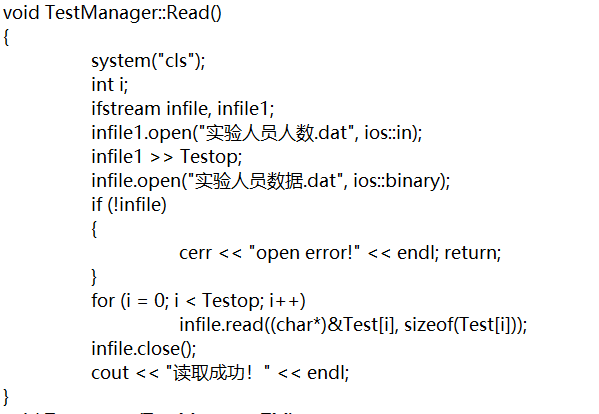 void TestManager::Read()
{
system("cls");
int i;
ifstream infile, infile1;
infile1.open("实验人员人数.dat", ios::in);
infile1 >> Testop;
infile.open("实验人员数据.dat", ios::binary);
if (!infile)
{
cerr << "open error!" << endl; return;
}
for (i = 0; i < Testop; i++)
infile.read((char*)&Test[i], sizeof(Test[i]));
infile.close();
cout << "读取成功！" << endl;
}